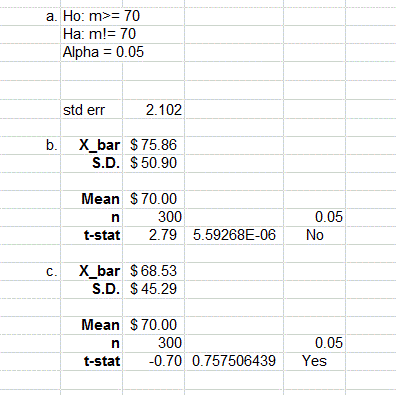 a. Ho: m>= 70
Ha: m!= 70
Alpha = 0.05
std err 2.102
b. X_bar $ 75.86
S.D. $ 50.90
Mean $ 70.00
n 300 0.05
t-stat 2.79 5.59268E-06 No
c. X_bar $ 68.53
S.D. $ 45.29
Mean $ 70.00
n 300 0.05
t-stat -0.70 0.757506439 Yes